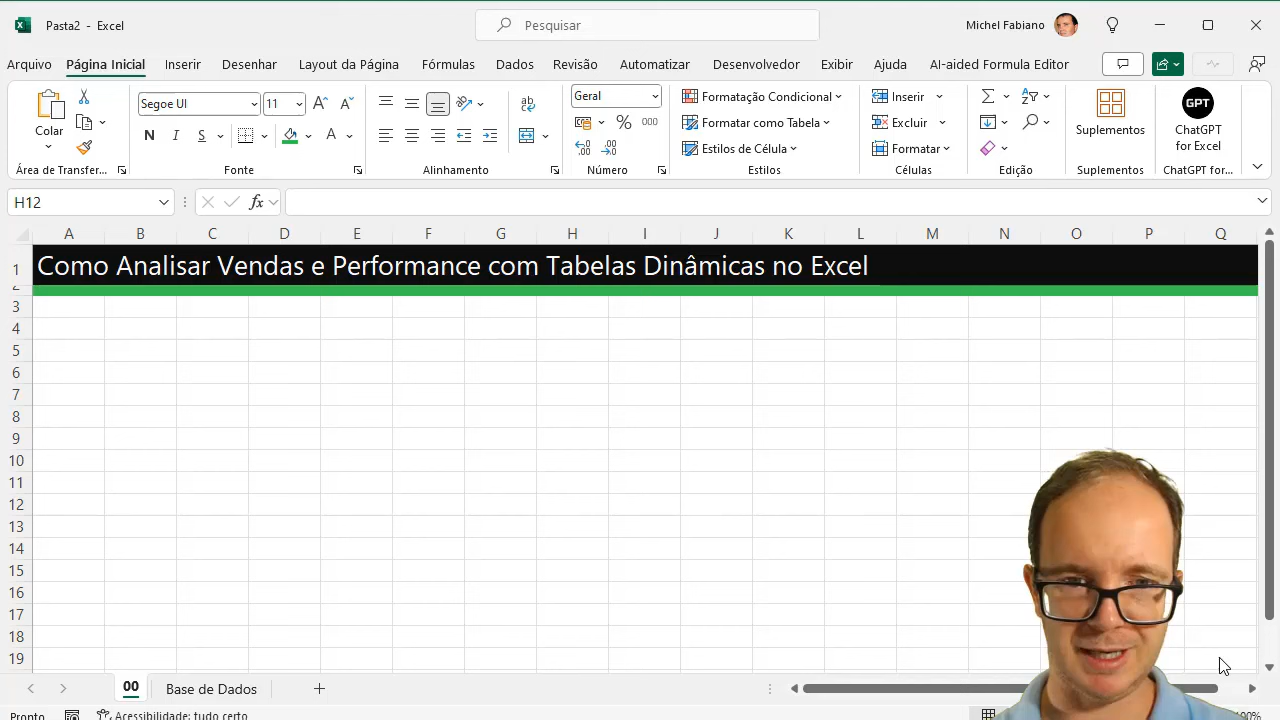 Pasta2 - Excel
Pesquisar
Michel Fabiano
Arquivo Página Inicial Inserir Desenhar Layout da Página Fórmulas Dados Revisão Automatizar Desenvolvedor Exibir Ajuda AI-aided Formula Editor
Colar
Segoe UI 11
N I S A
Geral
% 000
Formatação Condicional
Formatar como Tabela
Estilos de Célula
Inserir
Excluir
Formatar
Suplementos
GPT
ChatGPT
for Excel
Área de Transfer... Fonte Alinhamento Número Estilos Células Edição Suplementos ChatGPT for...
H12
fx
A B C D E F G H I J K L M N O P Q
1 Como Analisar Vendas e Performance com Tabelas Dinâmicas no Excel
2
3
4
5
6
7
8
9
10
11
12
13
14
15
16
17
18
19
00 Base de Dados
Pronto Acessibilidade: tudo certo